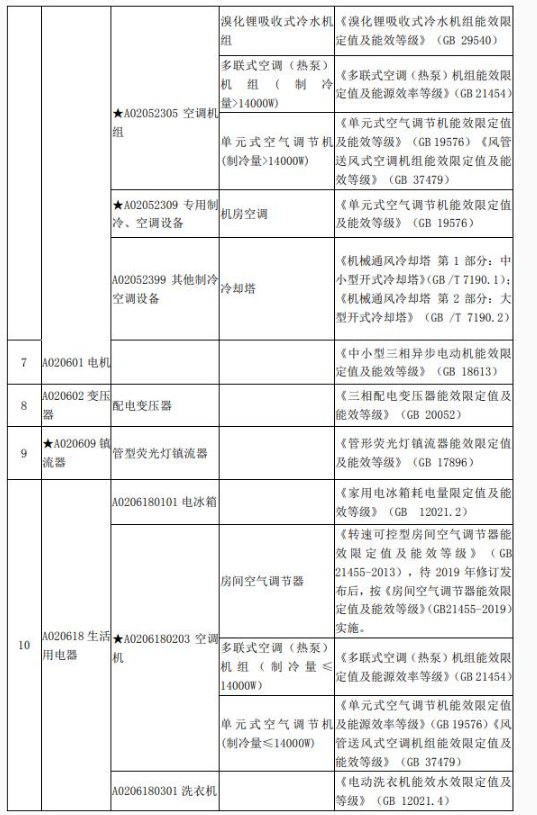 溴化锂吸收式冷水机
组
《溴化锂吸收式冷水机组能效限
定值及能效等级》（GB 29540）
★A02052305 空调机
组
多联式空调（热泵）
机组(制冷
量>14000W)
《多联式空调（热泵）机组能效限
定值及能源效率等级》(GB 21454)
单元式空气调节机
(制冷量>14000W)
《单元式空气调节机能效限定值
及能效等级》（GB 19576）《风管
送风式空调机组能效限定值及能
效等级》（GB 37479）
★A02052309 专用制
冷、空调设备
机房空调
《单元式空气调节机能效限定值
及能效等级》（GB 19576）
A02052399 其他制冷
空调设备
冷却塔
《机械通风冷却塔 第 1 部分：中
小型开式冷却塔》(GB /T 7190.1)；
《机械通风冷却塔 第 2 部分：大
型开式冷却塔》（GB /T 7190.2）
7
A020601 电机
《中小型三相异步电动机能效限
定值及能效等级》（GB 18613）
8
A020602 变压
器
配电变压器
《三相配电变压器能效限定值及
能效等级》（GB 20052）
9
★A020609 镇
流器
管型荧光灯镇流器
《管形荧光灯镇流器能效限定值
及能效等级》（GB 17896）
10
A020618 生活
用电器
A0206180101 电冰箱
《家用电冰箱耗电量限定值及能
效等级》（GB 12021.2）
★A0206180203 空调
机
房间空气调节器
《转速可控型房间空气调节器能
效限定值及能效等级》（GB
21455-2013），待 2019 年修订发
布后，按《房间空气调节器能效限
定值及能效等级》(GB21455-2019)
实施。
多联式空调（热泵）
机组（制冷量≤
14000W）
《多联式空调（热泵）机组能效限
定值及能源效率等级》(GB 21454)
单元式空气调节机
(制冷量≤14000W)
《单元式空气调节机能效限定值
及能源效率等级》(GB 19576)《风
管送风式空调机组能效限定值及
能效等级》（GB 37479）
A0206180301 洗衣机
《电动洗衣机能效水效限定值及
等级》（GB 12021.4）